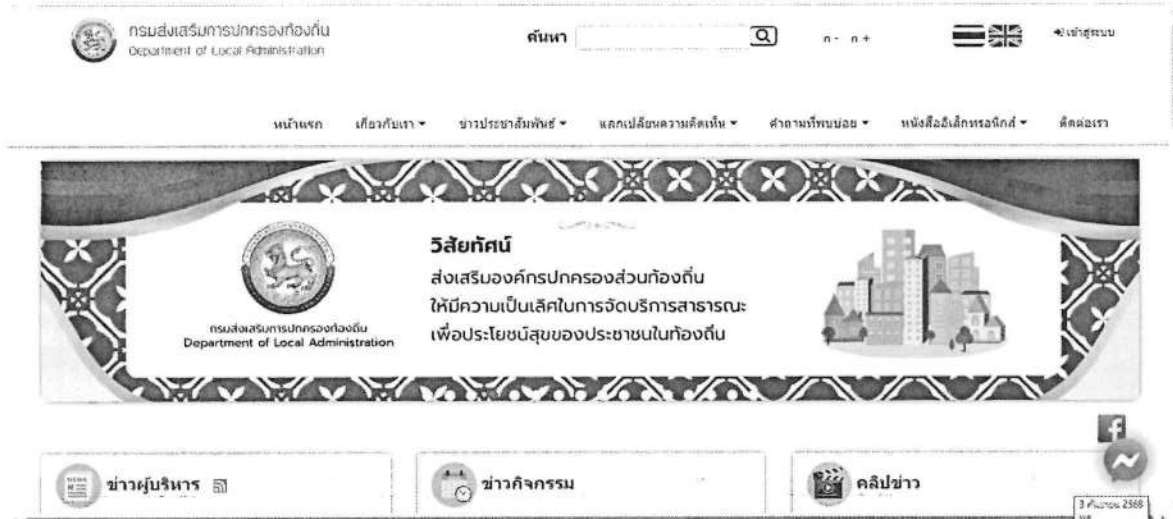 กรมส่งเสริมการปกครองท้องถิ่น
Department of Local Administration
ค้นหา
ก - ก +
เข้าสู่ระบบ
หน้าแรก เกี่ยวกับเรา ข่าวประชาสัมพันธ์ แลกเปลี่ยนความคิดเห็น คำถามที่พบบ่อย หนังสืออิเล็กทรอนิกส์ ติดต่อเรา
กรมส่งเสริมการปกครองท้องถิ่น
Department of Local Administration
วิสัยทัศน์
ส่งเสริมองค์กรปกครองส่วนท้องถิ่น
ให้มีความเป็นเลิศในการจัดบริการสาธารณะ
เพื่อประโยชน์สุขของประชาชนในท้องถิ่น
NEWS
ข่าวผู้บริหาร
ข่าวกิจกรรม
คลิปข่าว
3 กันยายน 2568